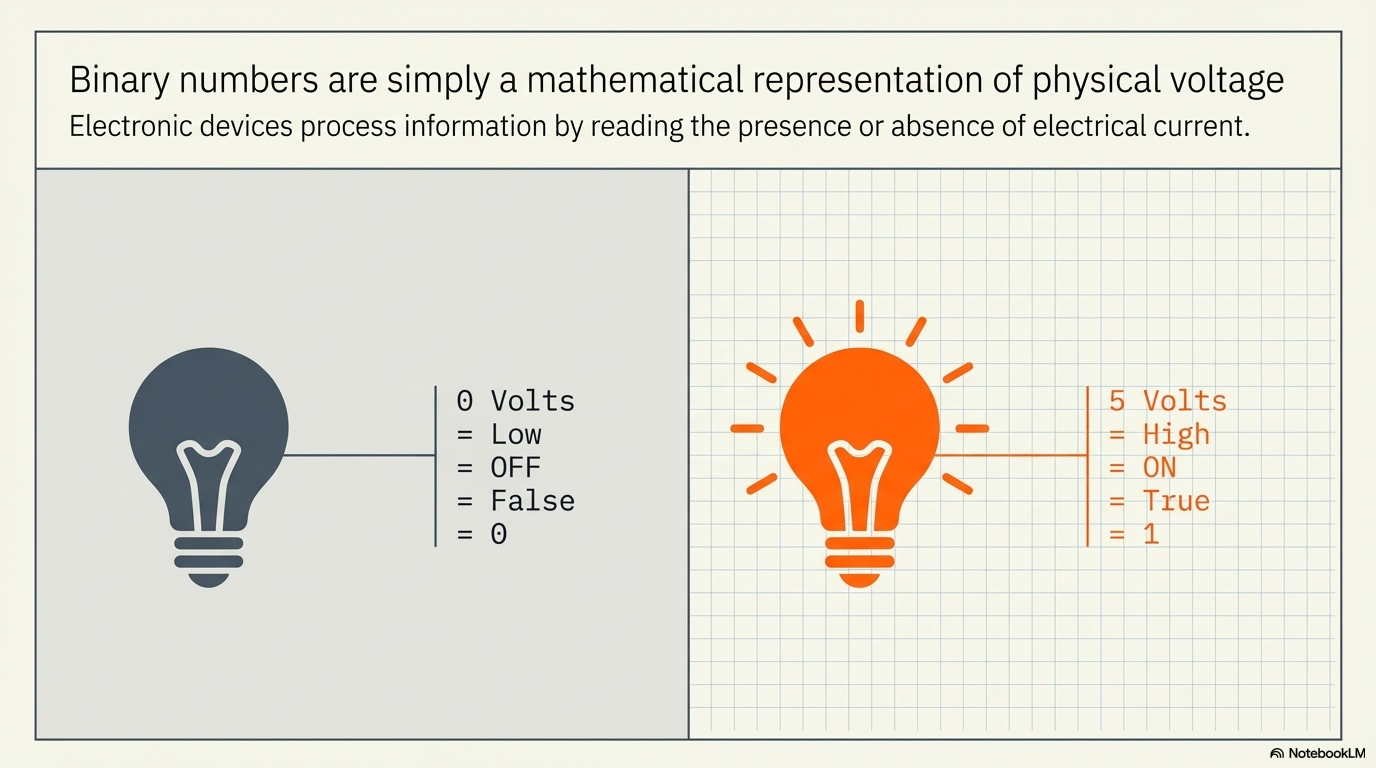 Binary numbers are simply a mathematical representation of physical voltage
Electronic devices process information by reading the presence or absence of electrical current.
0 Volts
= Low
= OFF
= False
= 0
5 Volts
= High
= ON
= True
= 1
NotebookLM